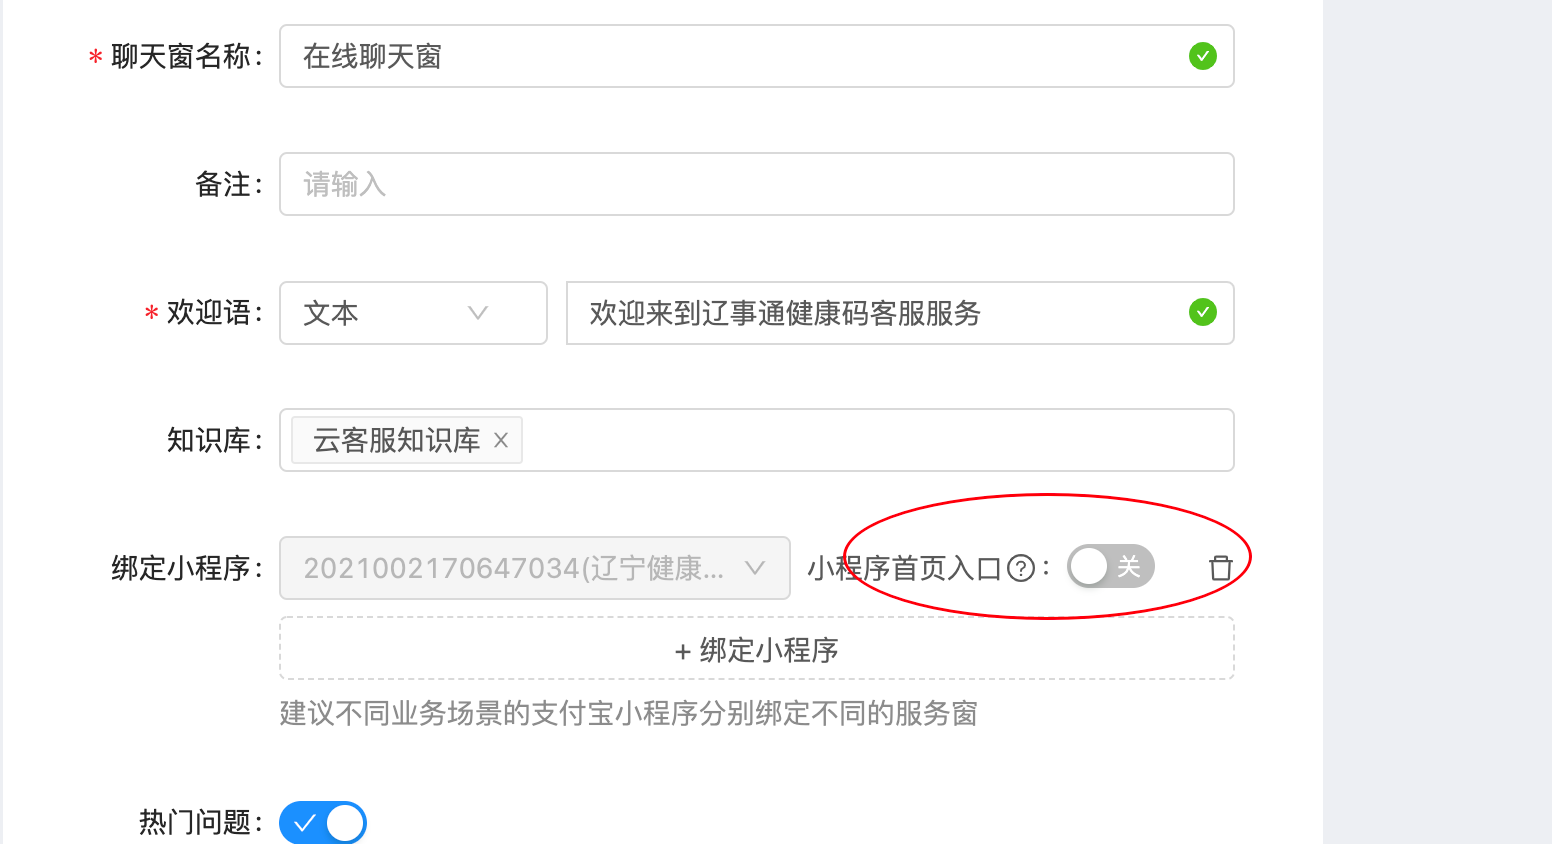 * 聊天窗名称:
在线聊天窗
备注:
请输入
* 欢迎语:
文本
欢迎来到辽事通健康码客服服务
知识库:
云客服知识库 ×
绑定小程序:
2021002170647034(辽宁健康...
小程序首页入口?:
关
+ 绑定小程序
建议不同业务场景的支付宝小程序分别绑定不同的服务窗
热门问题: